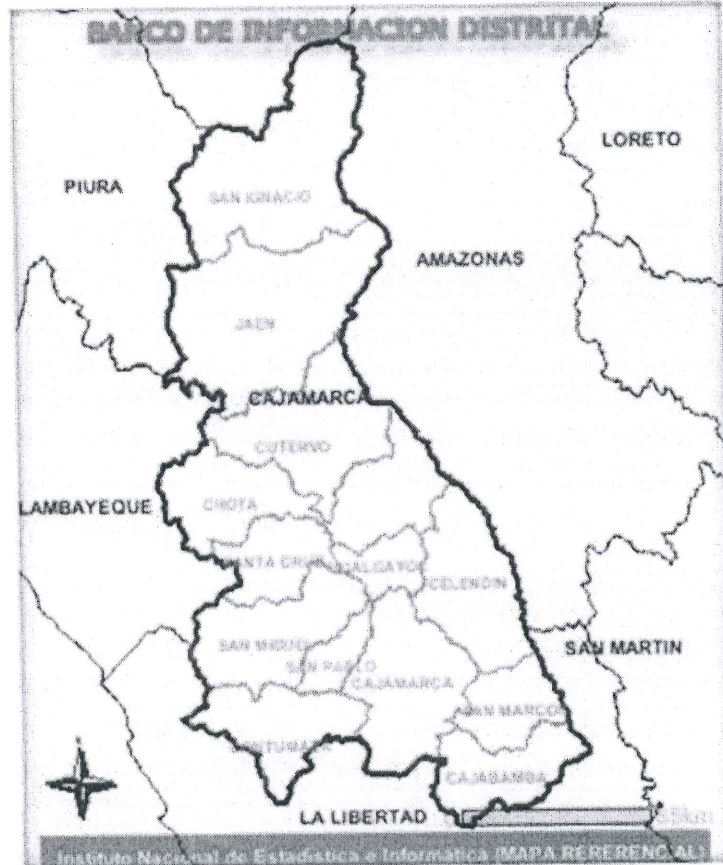 BANCO DE INFORMACION DISTRITAL
LORETO
PIURA
SAN IGNACIO
AMAZONAS
JAEN
CAJAMARCA
CUTERVO
CHOTA
LAMBAYEQUE
SANTA CRUZ
HUALGAYOC
CELENDIN
SAN MIGUEL
SAN MARTIN
SAN PABLO
CAJAMARCA
SAN MARCOS
CONTUMAZA
CAJABAMBA
LA LIBERTAD
55km
Instituto Nacional de Estadística e Informática (MAPA REFERENCIAL)